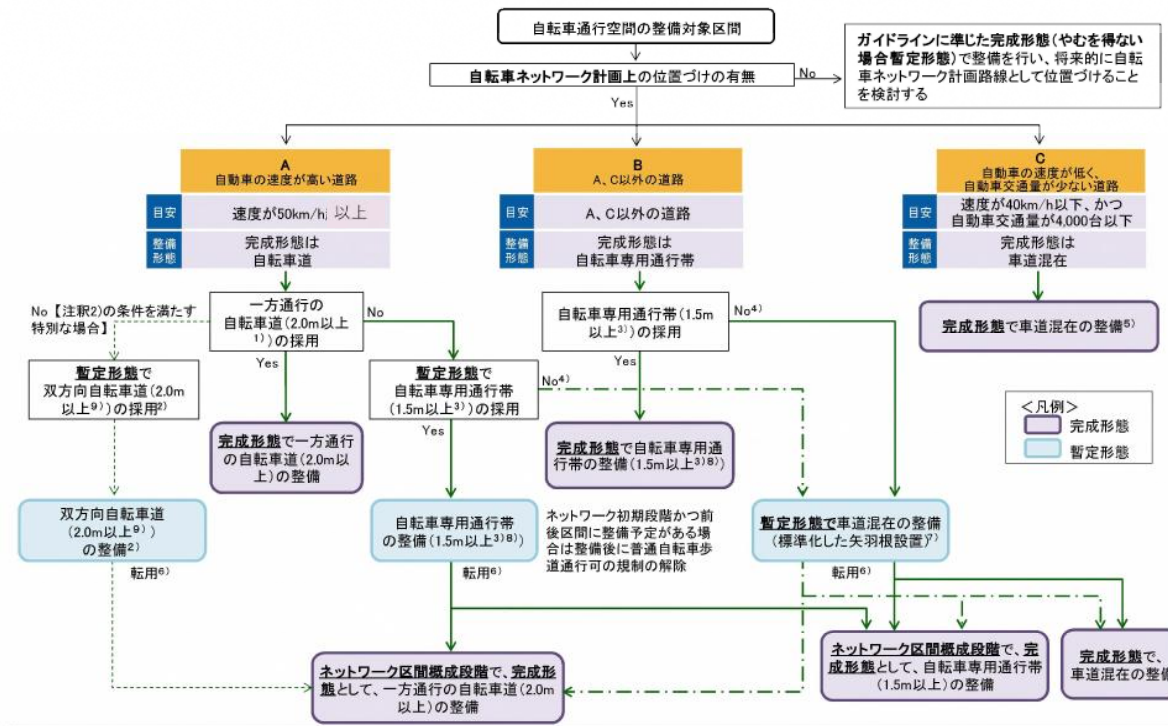 自転車通行空間の整備対象区間
ガイドラインに準じた完成形態(やむを得ない
場合暫定形態)で整備を行い、将来的に自転
車ネットワーク計画路線として位置づけること
を検討する
自転車ネットワーク計画上の位置づけの有無
No
Yes
A
自動車の速度が高い道路
目安
速度が50km/h 以上
整備
形態
完成形態は
自転車道
B
A、C以外の道路
目安
A、C以外の道路
整備
形態
完成形態は
自転車専用通行帯
C
自動車の速度が低く、
自動車交通量が少ない道路
目安
速度が40km/h以下、かつ
自動車交通量が4,000台以下
整備
形態
完成形態は
車道混在
No【注釈2)の条件を満たす
特別な場合】
一方通行の
自転車道(2.0m以上
1))の採用
No
Yes
自転車専用通行帯(1.5m
以上3))の採用
No4)
Yes
完成形態で車道混在の整備5)
暫定形態で
双方向自転車道(2.0m
以上9))の採用2)
暫定形態で
自転車専用通行帯
(1.5m以上3))の採用
No4)
Yes
<凡例>
完成形態
暫定形態
完成形態で一方通行
の自転車道(2.0m以
上)の整備
完成形態で自転車専用通
行帯の整備(1.5m以上3)8))
双方向自転車道
(2.0m以上9))
の整備2)
自転車専用通行帯
の整備(1.5m以上3)8))
ネットワーク初期段階かつ前
後区間に整備予定がある場
合は整備後に普通自転車歩
道通行可の規制の解除
暫定形態で車道混在の整備
(標準化した矢羽根設置)7)
転用6)
転用6)
転用6)
ネットワーク区間概成段階で、完成形
態として、一方通行の自転車道(2.0m
以上)の整備
ネットワーク区間概成段階で、完
成形態として、自転車専用通行帯
(1.5m以上)の整備
完成形態で、
車道混在の整備